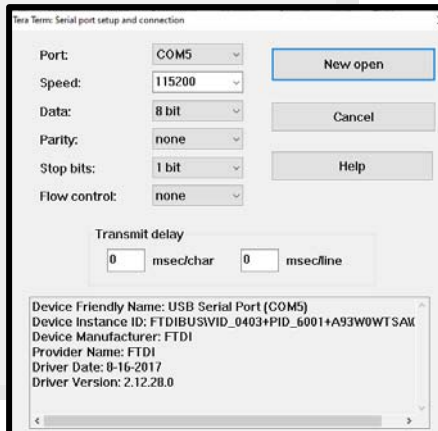 Tera Term: Serial port setup and connection
Port: COM5
New open
Speed: 115200
Data: 8 bit
Cancel
Parity: none
Stop bits: 1 bit
Help
Flow control: none
Transmit delay
0 msec/char 0 msec/line
Device Friendly Name: USB Serial Port (COM5)
Device Instance ID: FTDIBUS\VID_0403+PID_6001+A93W0WTSA\
Device Manufacturer: FTDI
Provider Name: FTDI
Driver Date: 8-16-2017
Driver Version: 2.12.28.0